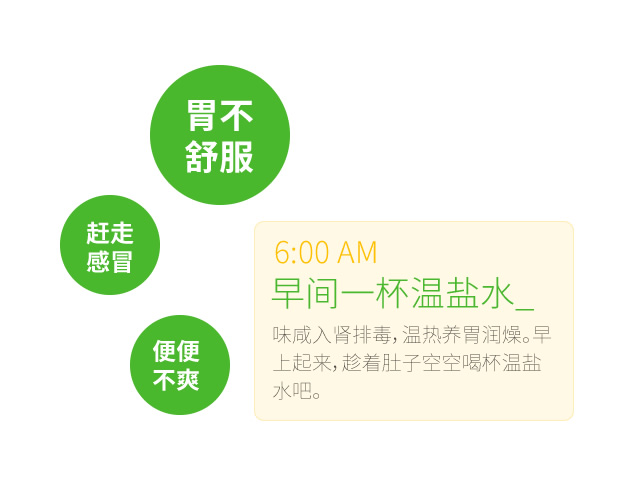 胃不
舒服
赶走
感冒
便便
不爽
6:00 AM
早间一杯温盐水_
味咸入肾排毒，温热养胃润燥。早
上起来，趁着肚子空空喝杯温盐
水吧。